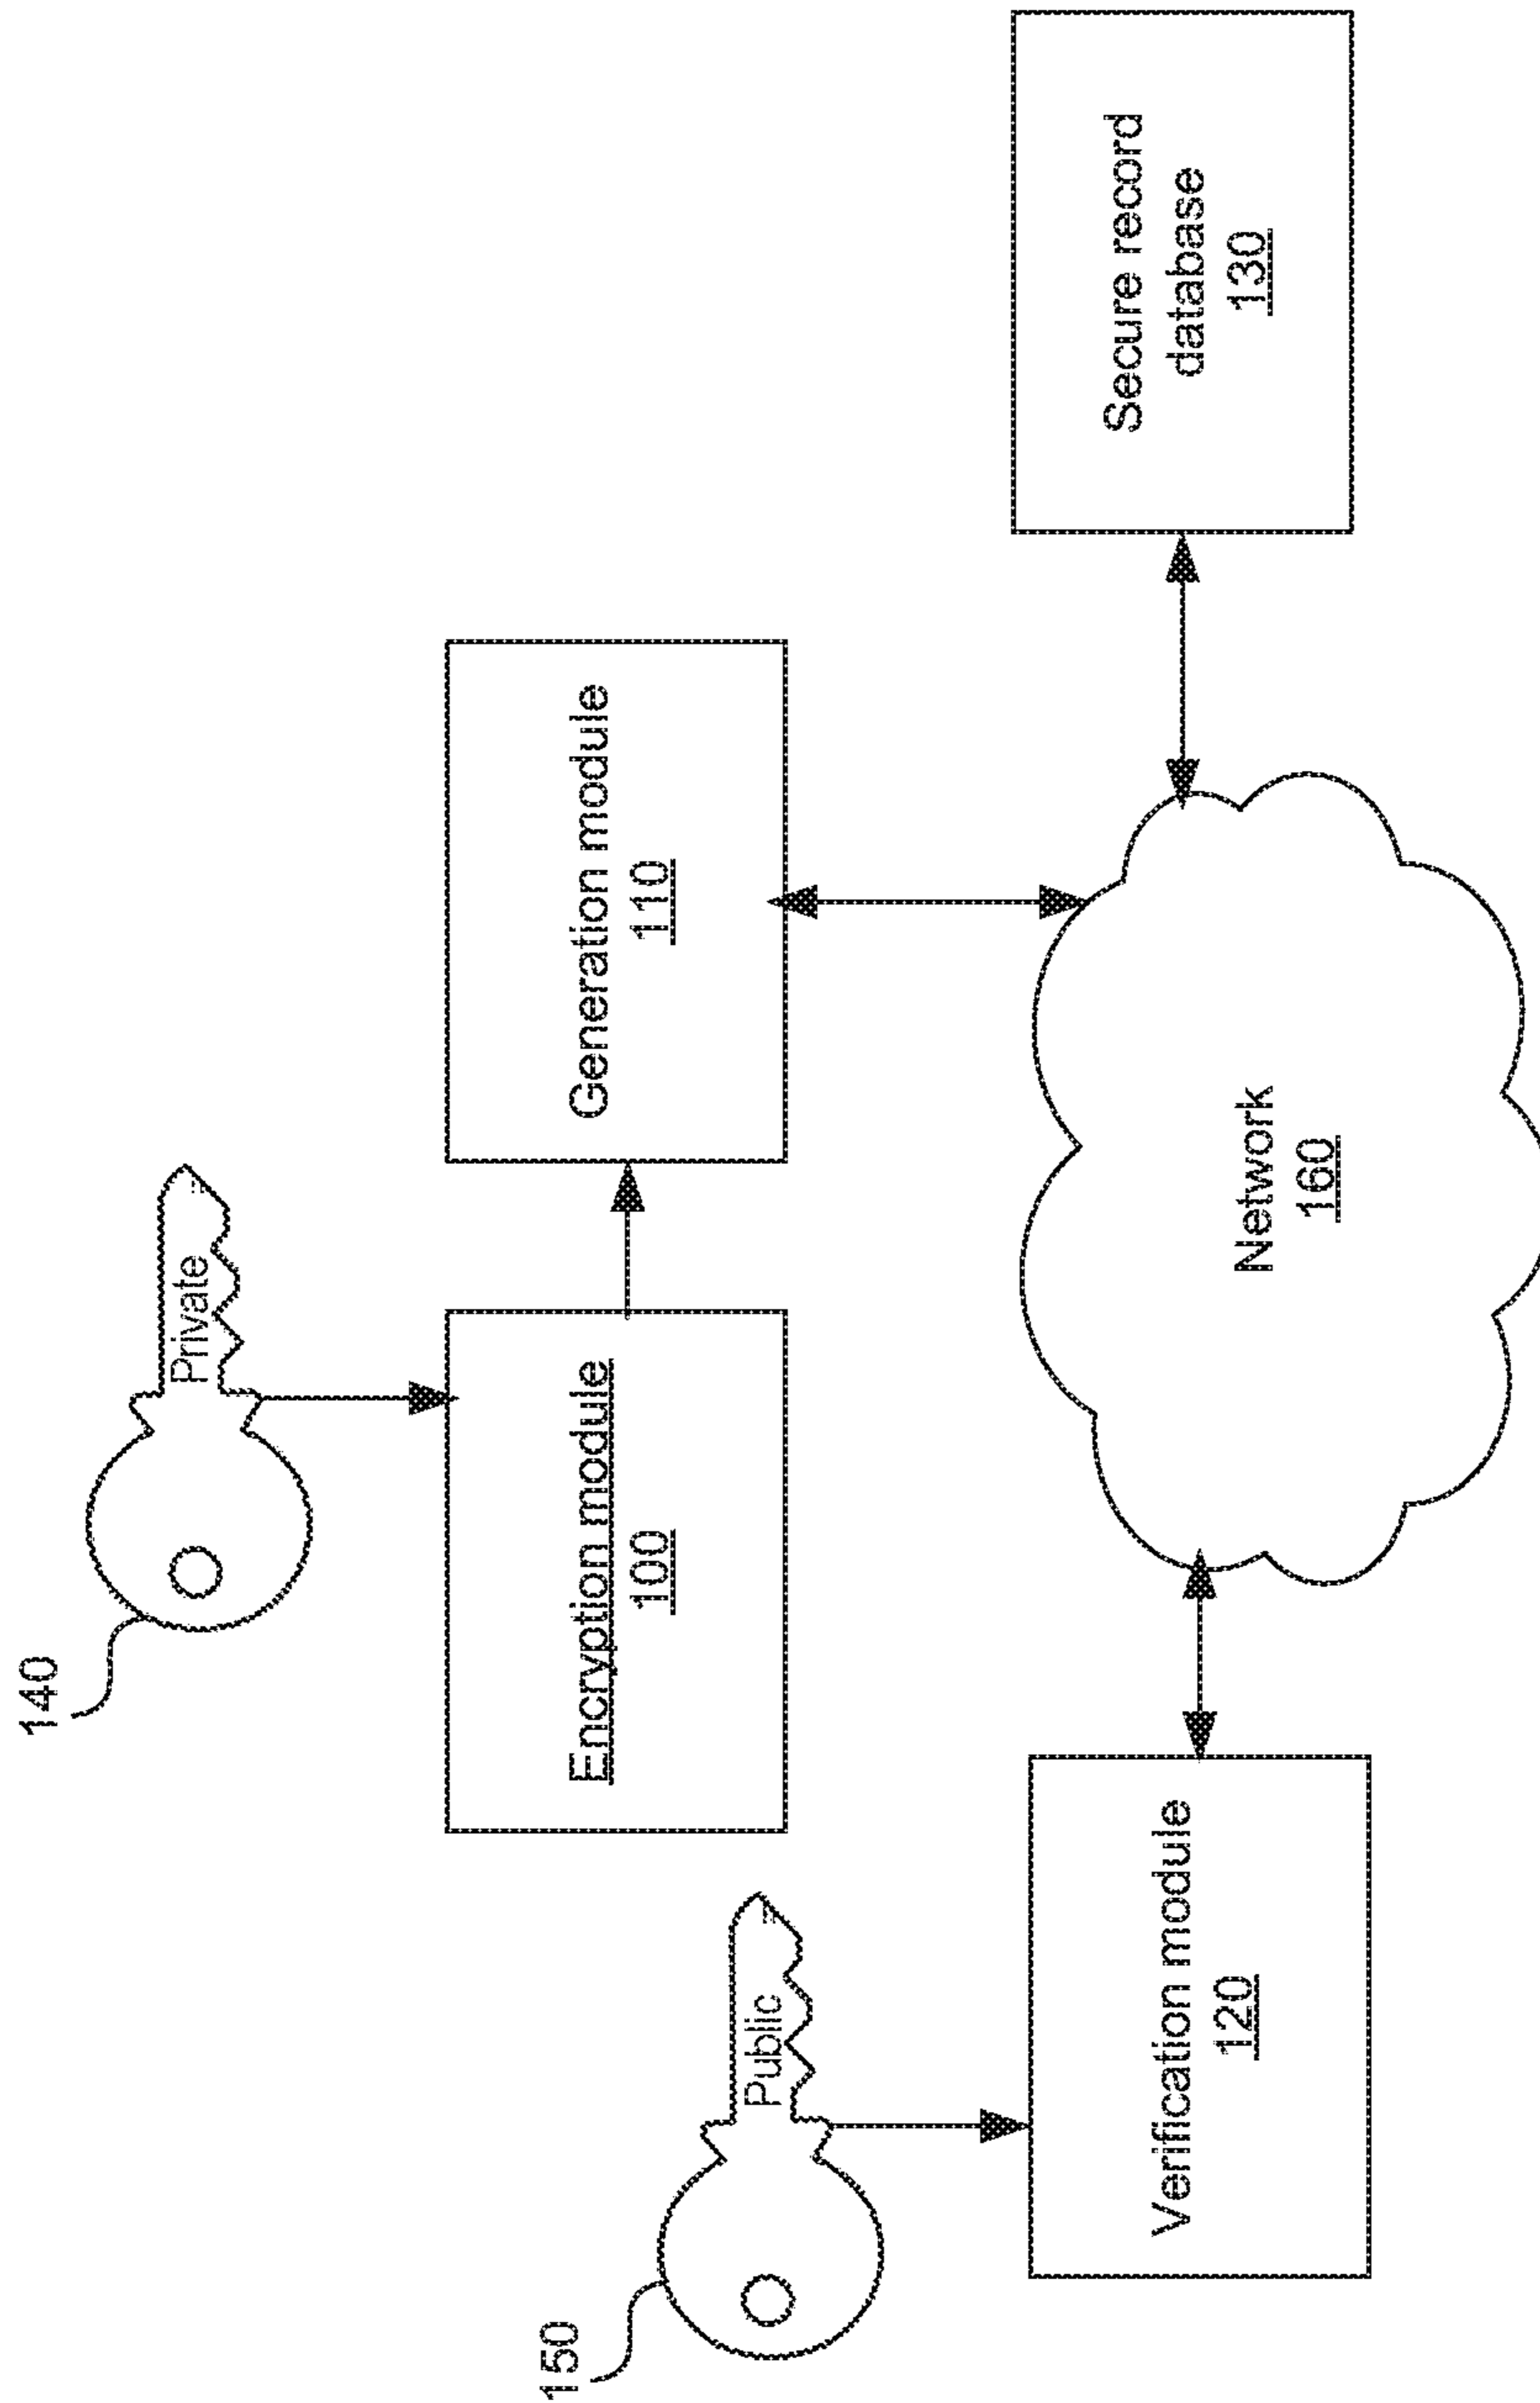 140
Private
Encryption module
100
Generation module
110
150
Public
Verification module
120
Network
160
Secure record
database
130